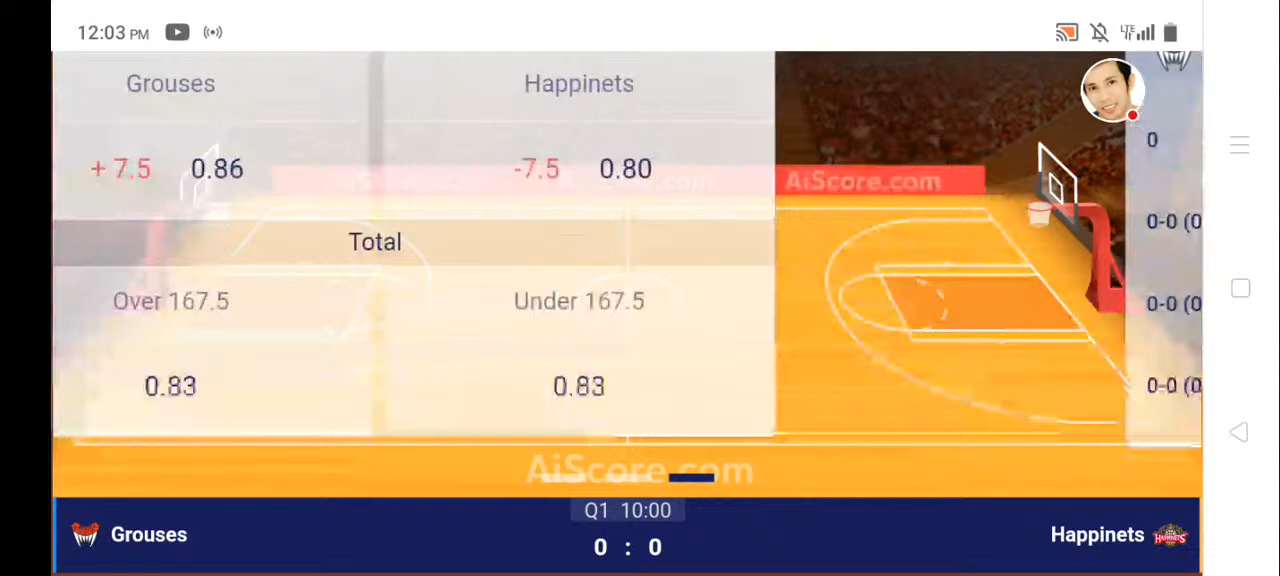 12:03 PM
LTE
Grouses Happinets
+ 7.5 0.86 -7.5 0.80
AiScore.com
0
0-0 (0
Total
Over 167.5 Under 167.5
0-0 (0
0.83 0.83
0-0 (0
AiScore.com
Q1 10:00
Grouses 0 : 0 Happinets
HAPPINETS